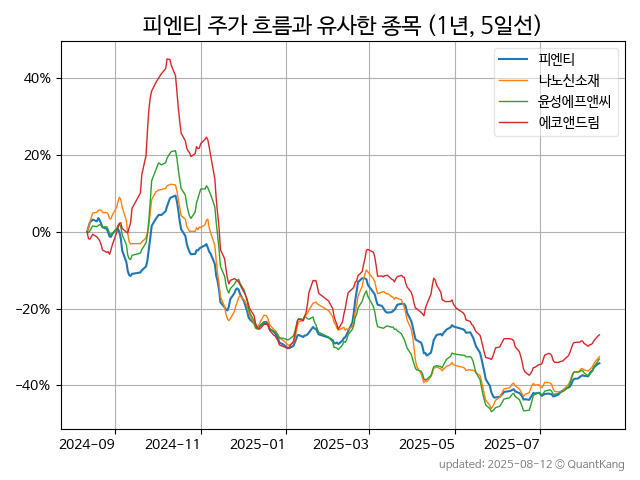 피엔티 주가 흐름과 유사한 종목 (1년, 5일선)
피엔티
나노신소재
윤성에프앤씨
에코앤드림
40%
20%
0%
−20%
−40%
2024-09 2024-11 2025-01 2025-03 2025-05 2025-07
updated: 2025-08-12 © QuantKang